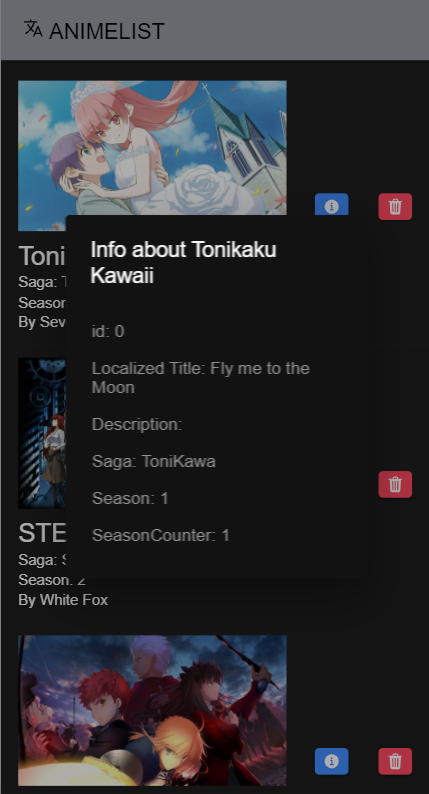 ANIMELIST
Info about Tonikaku
Kawaii
id: 0
Localized Title: Fly me to the
Moon
Description:
Saga: ToniKawa
Season: 1
SeasonCounter: 1
Toni
Saga:
Season
By Sev
STE
Saga: S
Season: 2
By White Fox